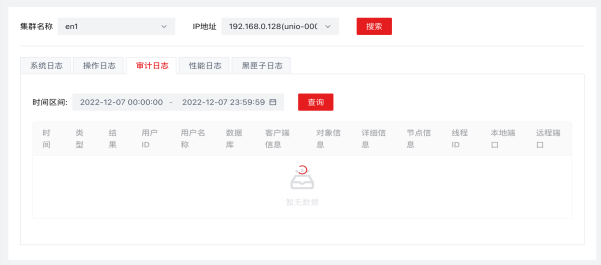 集群名称 en1 IP地址 192.168.0.128(unio-00( 搜索
系统日志 操作日志 审计日志 性能日志 黑匣子日志
时间区间: 2022-12-07 00:00:00 - 2022-12-07 23:59:59 查询
时间 类型 结果 用户ID 用户名称 数据库 客户端信息 对象信息 详细信息 节点信息 线程ID 本地端口 远程端口
暂无数据